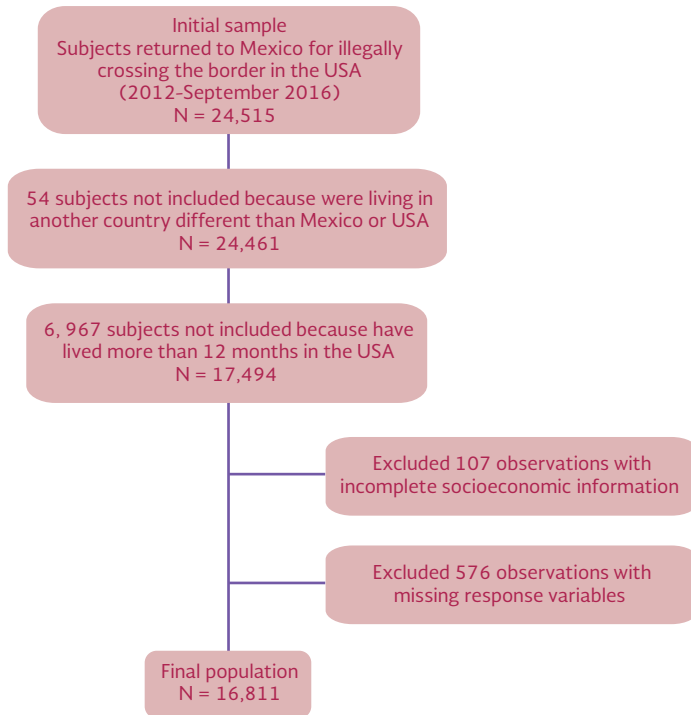 Initial sample
Subjects returned to Mexico for illegally
crossing the border in the USA
(2012-September 2016)
N = 24,515
54 subjects not included because were living in
another country different than Mexico or USA
N = 24,461
6, 967 subjects not included because have
lived more than 12 months in the USA
N = 17,494
Excluded 107 observations with
incomplete socioeconomic information
Excluded 576 observations with
missing response variables
Final population
N = 16,811